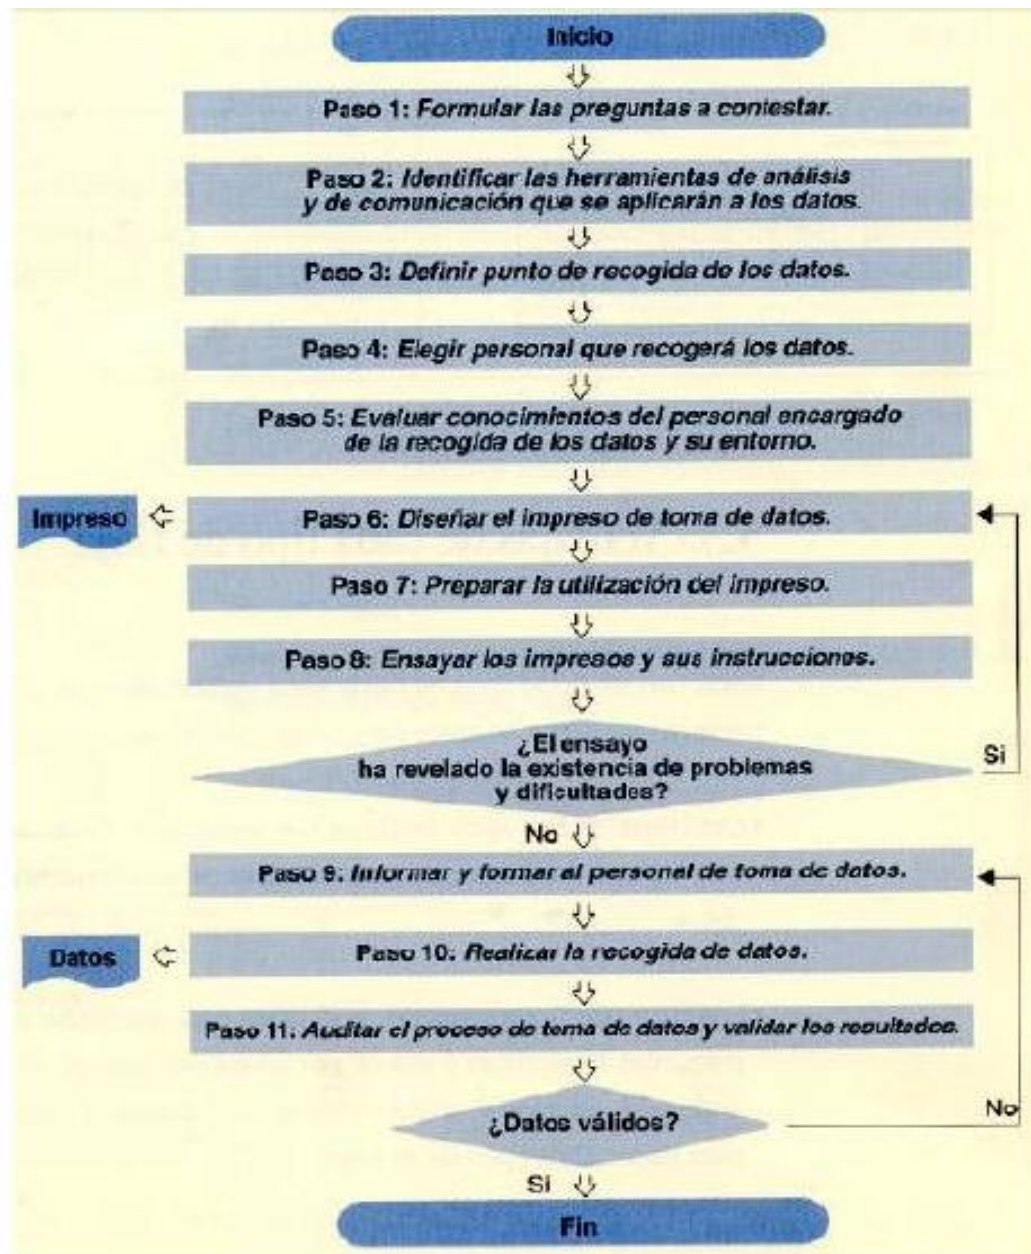 Inicio
Paso 1: Formular las preguntas a contestar.
Paso 2: Identificar las herramientas de análisis
y de comunicación que se aplicarán a los datos.
Paso 3: Definir punto de recogida de los datos.
Paso 4: Elegir personal que recogerá los datos.
Paso 5: Evaluar conocimientos del personal encargado
de la recogida de los datos y su entorno.
Impreso
Paso 6: Diseñar el impreso de toma de datos.
Paso 7: Preparar la utilización del impreso.
Paso 8: Ensayar los impresos y sus instrucciones.
¿El ensayo
ha revelado la existencia de problemas
y dificultades?
Si
No
Paso 9: Informar y formar al personal de toma de datos.
Datos
Paso 10: Realizar la recogida de datos.
Paso 11: Auditar el proceso de toma de datos y validar los resultados.
¿Datos válidos?
No
Si
Fin